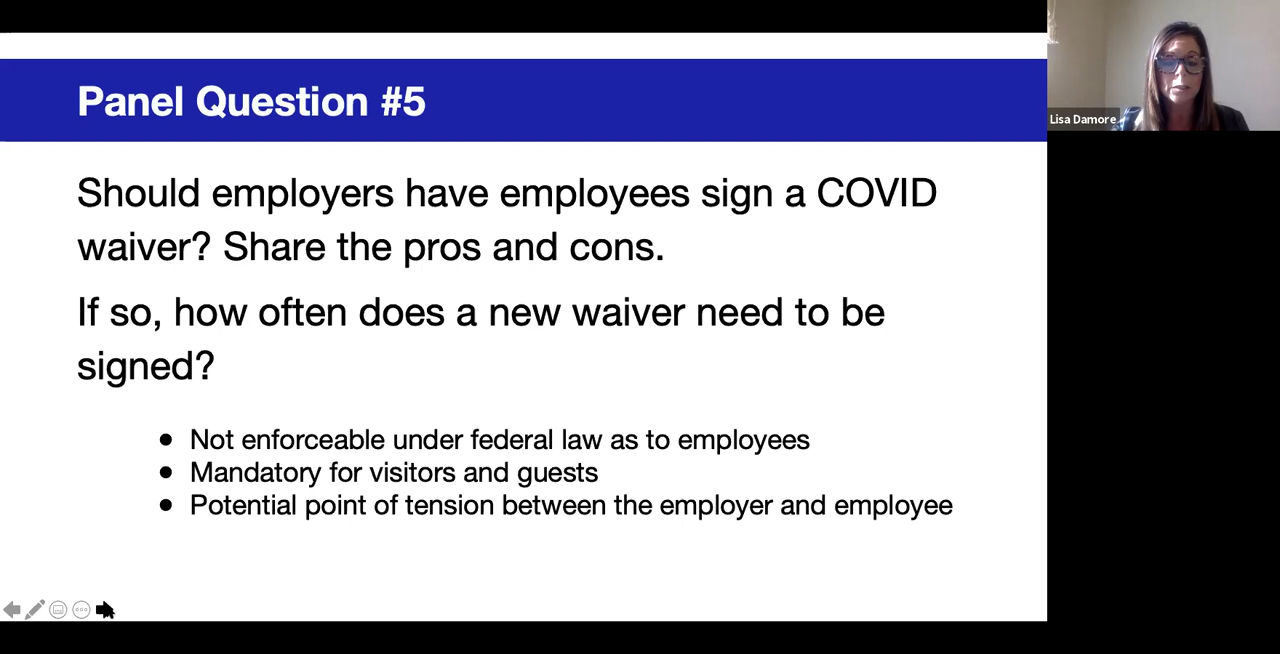 Panel Question #5
Lisa Damore
Should employers have employees sign a COVID
waiver? Share the pros and cons.
If so, how often does a new waiver need to be
signed?
● Not enforceable under federal law as to employees
● Mandatory for visitors and guests
● Potential point of tension between the employer and employee